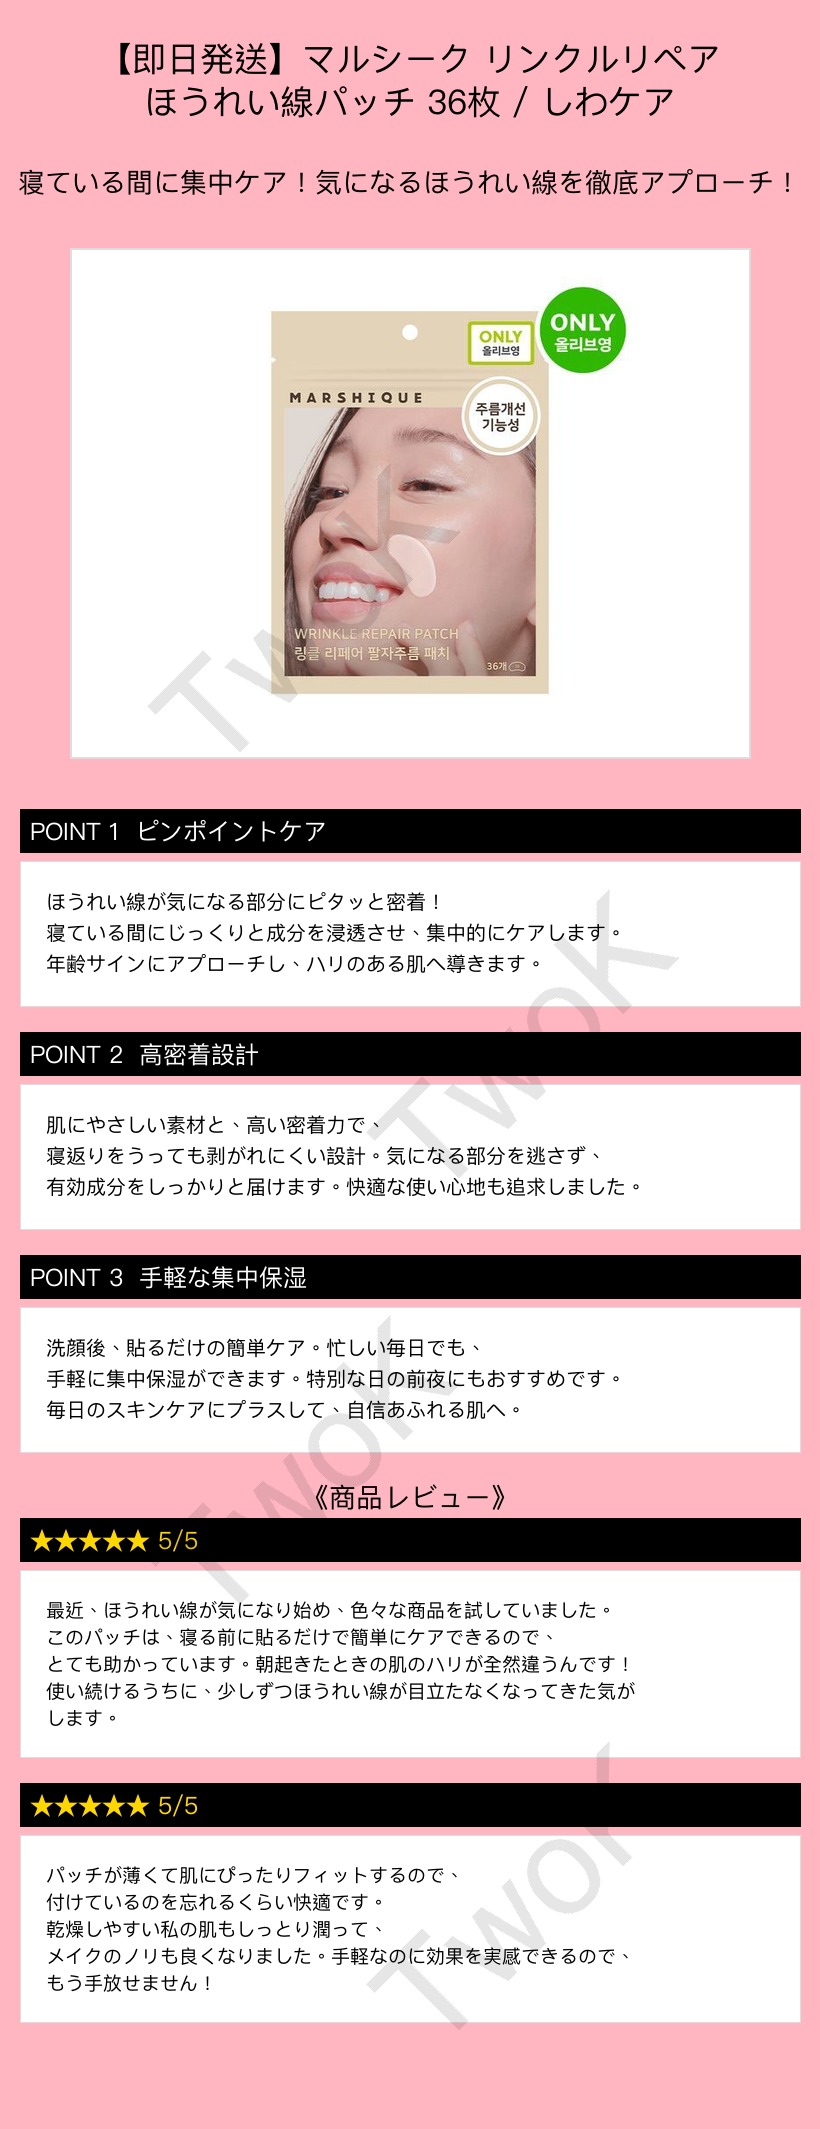 【即日発送】マルシーク リンクルリペア
ほうれい線パッチ 36枚 / しわケア
寝ている間に集中ケア！気になるほうれい線を徹底アプローチ！
ONLY
올리브영
ONLY
올리브영
MARSHIQUE
주름개선
기능성
WRINKLE REPAIR PATCH
링클 리페어 팔자주름 패치
36개
TwoK
POINT 1 ピンポイントケア
ほうれい線が気になる部分にピタッと密着！
寝ている間にじっくりと成分を浸透させ、集中的にケアします。
年齢サインにアプローチし、ハリのある肌へ導きます。
TwoK
POINT 2 高密着設計
肌にやさしい素材と、高い密着力で、
寝返りをうっても剥がれにくい設計。気になる部分を逃さず、
有効成分をしっかりと届けます。快適な使い心地も追求しました。
POINT 3 手軽な集中保湿
洗顔後、貼るだけの簡単ケア。忙しい毎日でも、
手軽に集中保湿ができます。特別な日の前夜にもおすすめです。
毎日のスキンケアにプラスして、自信あふれる肌へ。
TwoK
《商品レビュー》
★★★★★ 5/5
最近、ほうれい線が気になり始め、色々な商品を試していました。
このパッチは、寝る前に貼るだけで簡単にケアできるので、
とても助かっています。朝起きたときの肌のハリが全然違うんです！
使い続けるうちに、少しずつほうれい線が目立たなくなってきた気が
します。
★★★★★ 5/5
パッチが薄くて肌にぴったりフィットするので、
付けているのを忘れるくらい快適です。
乾燥しやすい私の肌もしっとり潤って、
メイクのノリも良くなりました。手軽なのに効果を実感できるので、
もう手放せません！
TwoK